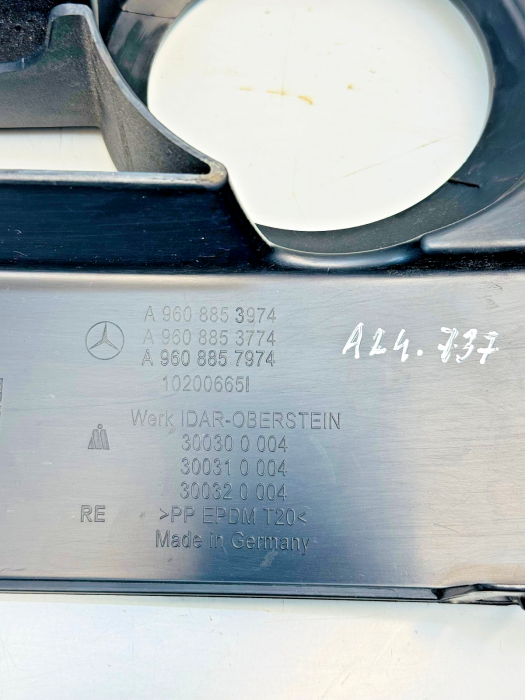 A 960 885 3974
A 960 885 3774
A 960 885 7974
10200665I
A24.737
Werk IDAR-OBERSTEIN
30030 0 004
30031 0 004
30032 0 004
RE >PP EPDM T20<
Made in Germany